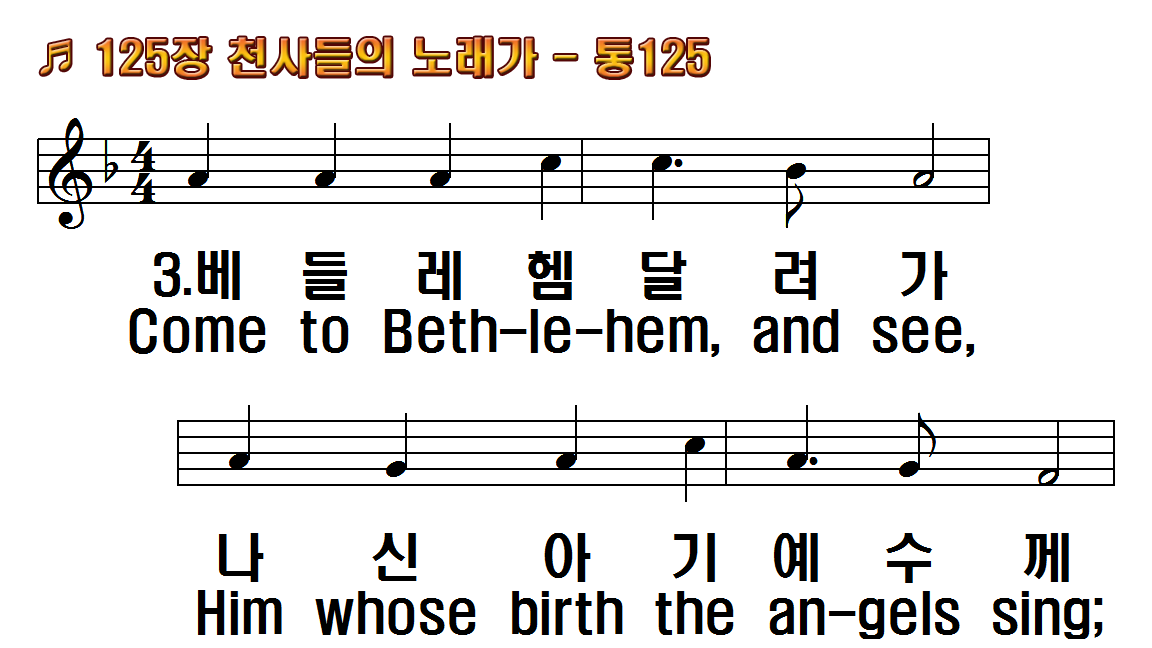 ♬ 125장 천사들의 노래가 - 통125
3.베 들 레 헴 달 려 가
Come to Beth-le-hem, and see,
나 신 아 기 예 수 께
Him whose birth the an-gels sing;